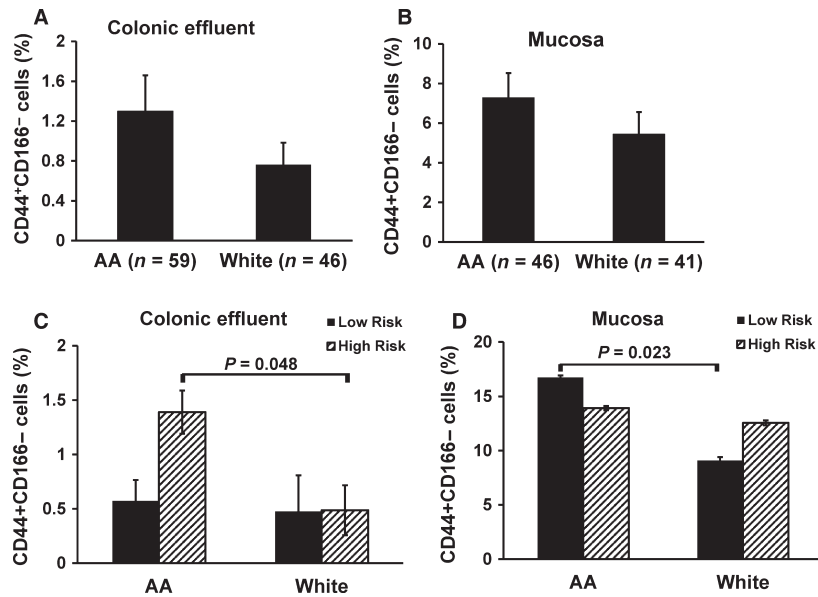 A
Colonic effluent
CD44+CD166− cells (%)
2
1.6
1.2
0.8
0.4
0
AA (n = 59)
White (n = 46)
B
Mucosa
CD44+CD166− cells (%)
10
8
6
4
2
0
AA (n = 46)
White (n = 41)
C
Colonic effluent
Low Risk
High Risk
P = 0.048
CD44+CD166− cells (%)
2
1.5
1
0.5
0
AA
White
D
Mucosa
Low Risk
High Risk
P = 0.023
CD44+CD166− cells (%)
20
15
10
5
0
AA
White